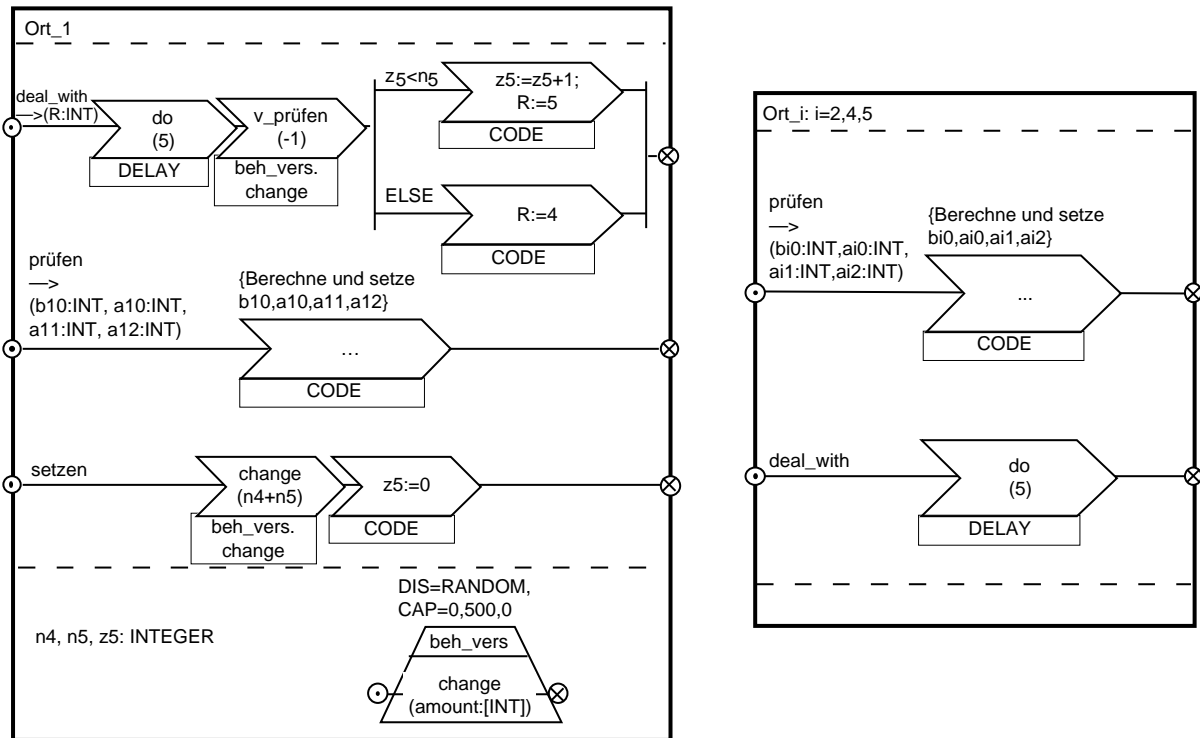 Ort_1
deal_with
—>(R:INT)
do
(5)
DELAY
v_prüfen
(-1)
beh_vers.
change
z5<n5
z5:=z5+1;
R:=5
CODE
ELSE
R:=4
CODE
prüfen
—>
(b10:INT, a10:INT,
a11:INT, a12:INT)
{Berechne und setze
b10,a10,a11,a12}
...
CODE
setzen
change
(n4+n5)
beh_vers.
change
z5:=0
CODE
n4, n5, z5: INTEGER
DIS=RANDOM,
CAP=0,500,0
beh_vers
change
(amount:[INT])
Ort_i: i=2,4,5
prüfen
—>
(bi0:INT,ai0:INT,
ai1:INT,ai2:INT)
{Berechne und setze
bi0,ai0,ai1,ai2}
...
CODE
deal_with
do
(5)
DELAY